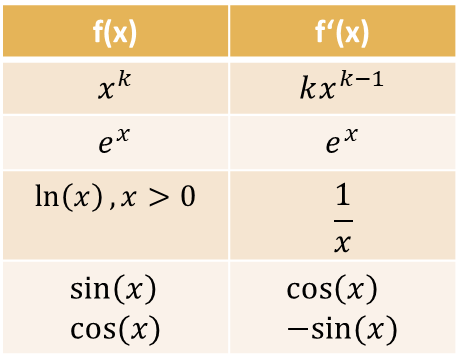 f(x) f‘(x)
x^k kx^{k−1}
e^x e^x
ln(x) , x > 0 1/x
sin(x) cos(x)
cos(x) −sin(x)